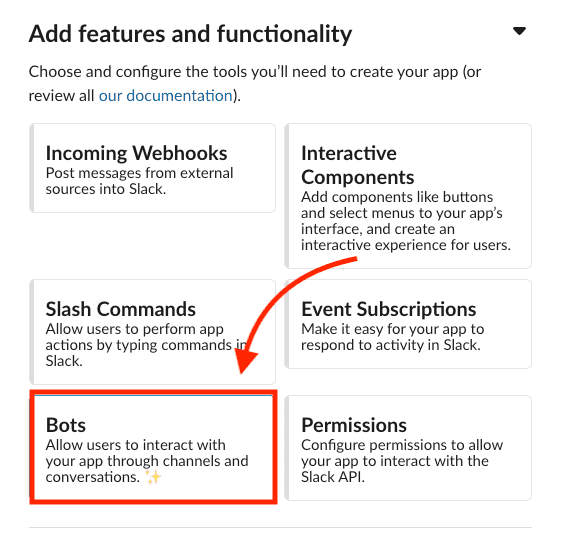 Add features and functionality
Choose and configure the tools you’ll need to create your app (or
review all our documentation).
Incoming Webhooks
Post messages from external
sources into Slack.
Interactive
Components
Add components like buttons
and select menus to your app’s
interface, and create an
interactive experience for users.
Slash Commands
Allow users to perform app
actions by typing commands in
Slack.
Event Subscriptions
Make it easy for your app to
respond to activity in Slack.
Bots
Allow users to interact with
your app through channels and
conversations. ✨
Permissions
Configure permissions to allow
your app to interact with the
Slack API.